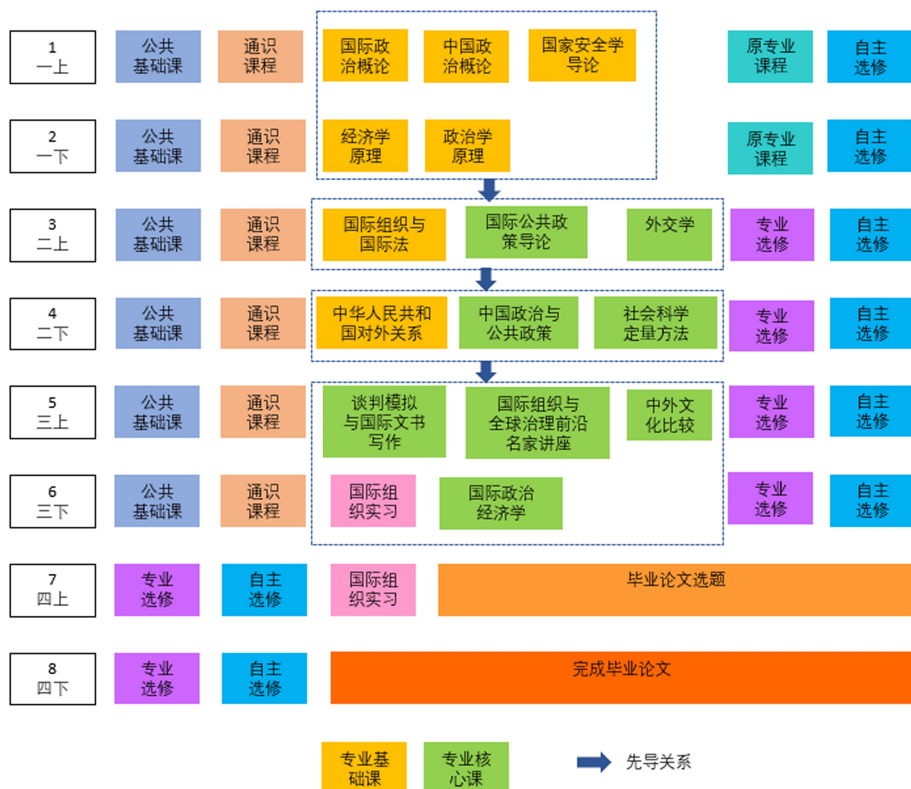 1
一上
公共
基础课
通识
课程
国际政
治概论
中国政
治概论
国家安全学
导论
原专业
课程
自主
选修
2
一下
公共
基础课
通识
课程
经济学
原理
政治学
原理
原专业
课程
自主
选修
3
二上
公共
基础课
通识
课程
国际组织与
国际法
国际公共政
策导论
外交学
专业
选修
自主
选修
4
二下
公共
基础课
通识
课程
中华人民共和
国对外关系
中国政治与
公共政策
社会科学
定量方法
专业
选修
自主
选修
5
三上
公共
基础课
通识
课程
谈判模拟
与国际文书
写作
国际组织与
全球治理前沿
名家讲座
中外文
化比较
专业
选修
自主
选修
6
三下
公共
基础课
通识
课程
国际组
织实习
国际政治
经济学
专业
选修
自主
选修
7
四上
专业
选修
自主
选修
国际组
织实习
毕业论文选题
8
四下
专业
选修
自主
选修
完成毕业论文
专业基
础课
专业核
心课
先导关系